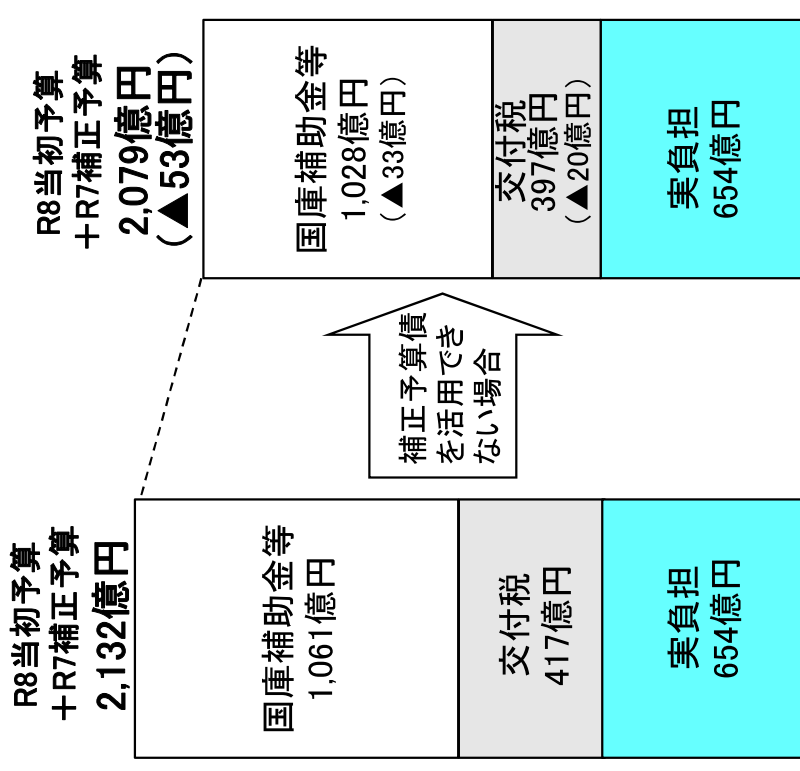 R8当初予算
＋R7補正予算
2,132億円
国庫補助金等
1,061億円
交付税
417億円
実負担
654億円
補正予算債
を活用でき
ない場合
R8当初予算
＋R7補正予算
2,079億円
(▲53億円)
国庫補助金等
1,028億円
(▲33億円)
交付税
397億円
(▲20億円)
実負担
654億円